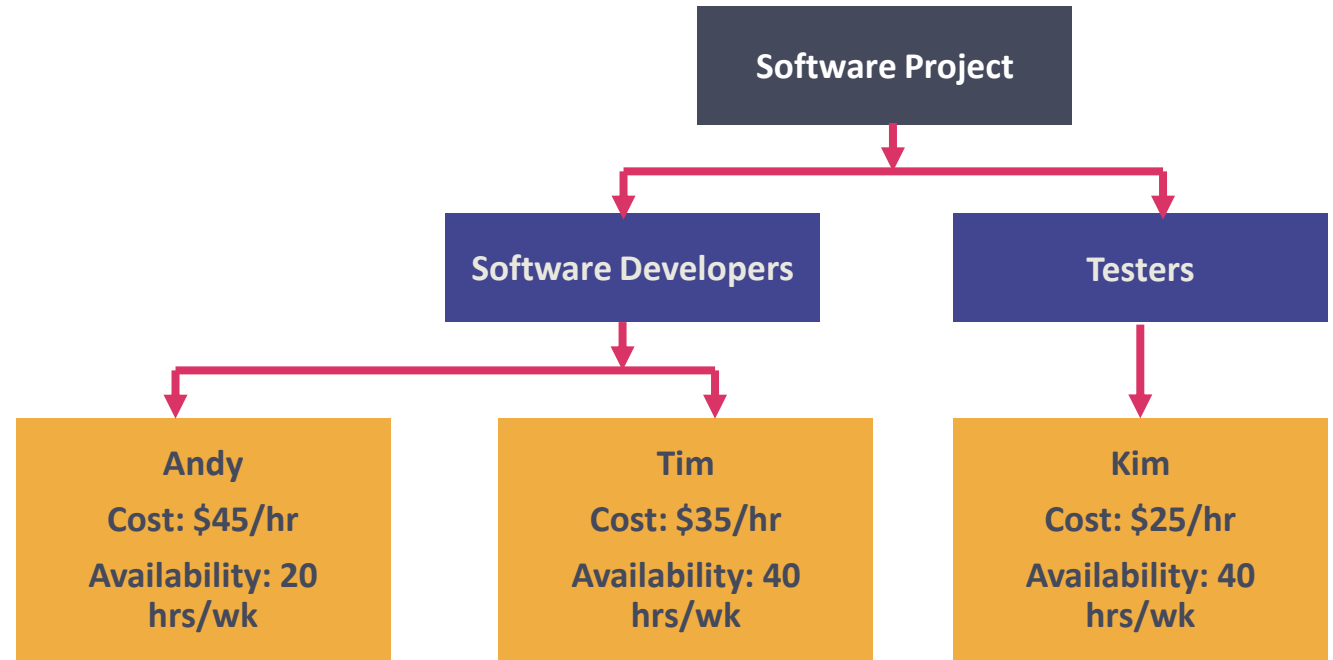 Software Project
Software Developers
Testers
Andy
Cost: $45/hr
Availability: 20
hrs/wk
Tim
Cost: $35/hr
Availability: 40
hrs/wk
Kim
Cost: $25/hr
Availability: 40
hrs/wk